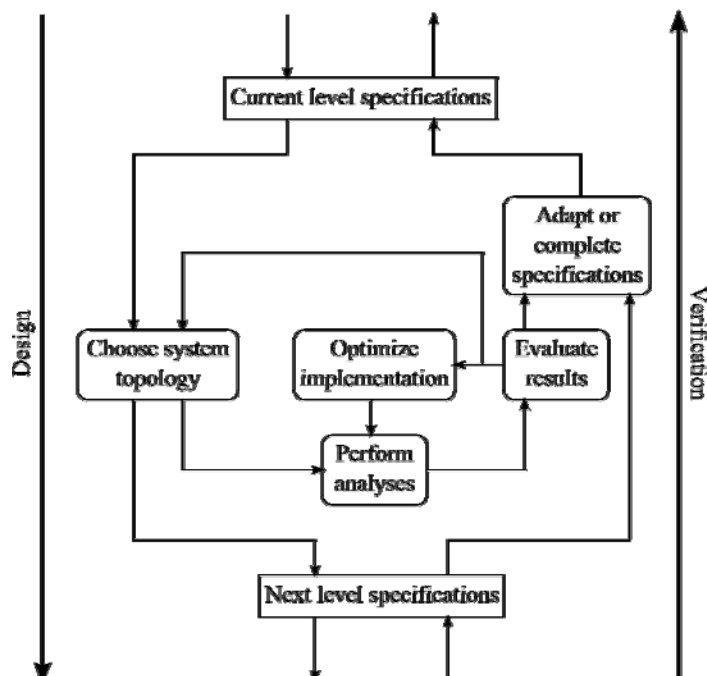 Current level specifications
Adapt or
complete
specifications
Design
Verification
Choose system
topology
Optimize
implementation
Evaluate
results
Perform
analyses
Next level specifications